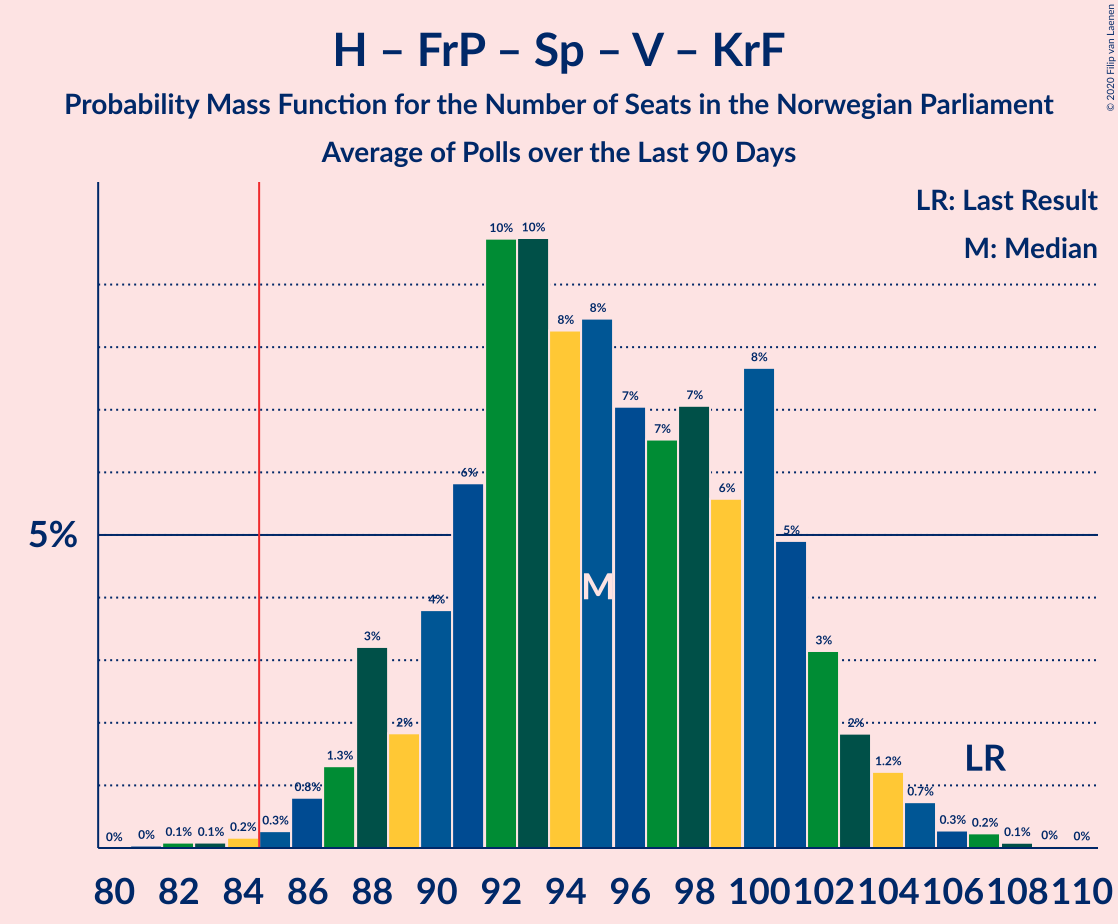 H – FrP – Sp – V – KrF
Probability Mass Function for the Number of Seats in the Norwegian Parliament
Average of Polls over the Last 90 Days
© 2020 Filip van Laenen
LR: Last Result
M: Median
5%
0% 0% 0.1% 0.1% 0.2% 0.3% 0.8% 1.3% 3% 2% 4% 6% 10% 10% 8% 8% 7% 7% 7% 6% 8% 5% 3% 2% 1.2% 0.7% 0.3% 0.2% 0.1% 0% 0%
M
LR
80 82 84 86 88 90 92 94 96 98 100 102 104 106 108 110